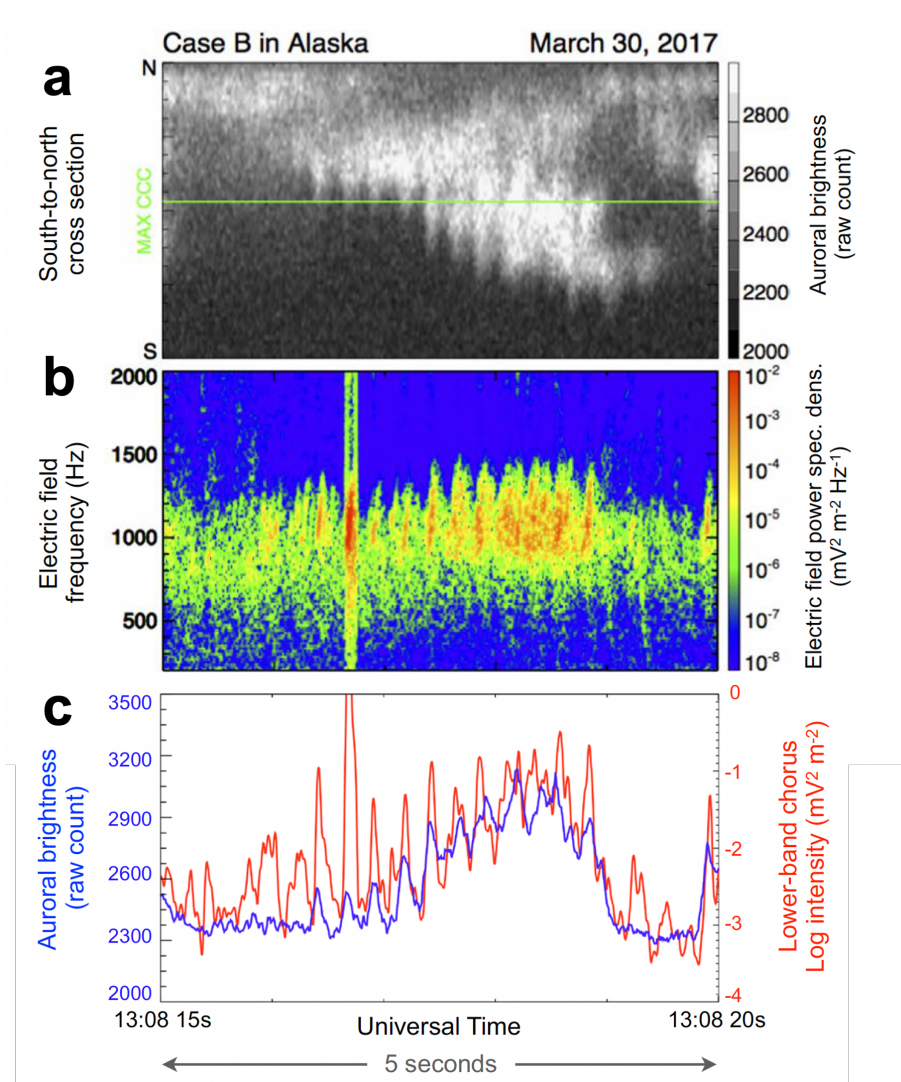 Case B in Alaska
March 30, 2017
a
N
S
South-to-north
cross section
MAX CCC
2800
2600
2400
2200
2000
Auroral brightness
(raw count)
b
2000
1500
1000
500
Electric field
frequency (Hz)
10-2
10-3
10-4
10-5
10-6
10-7
10-8
Electric field power spec. dens.
(mV2 m-2 Hz-1)
c
3500
3200
2900
2600
2300
2000
Auroral brightness
(raw count)
0
-1
-2
-3
-4
Lower-band chorus
Log intensity (mV2 m-2)
13:08 15s
Universal Time
13:08 20s
5 seconds